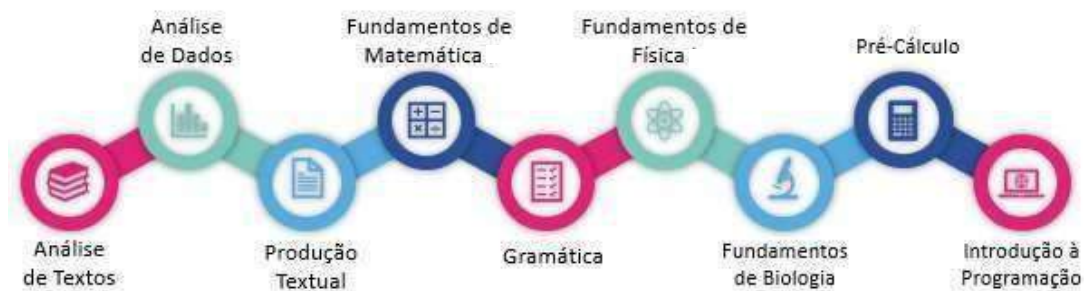 Análise
de Dados
Fundamentos de
Matemática
Fundamentos de
Física
Pré-Cálculo
Análise
de Textos
Produção
Textual
Gramática
Fundamentos
de Biologia
Introdução à
Programação